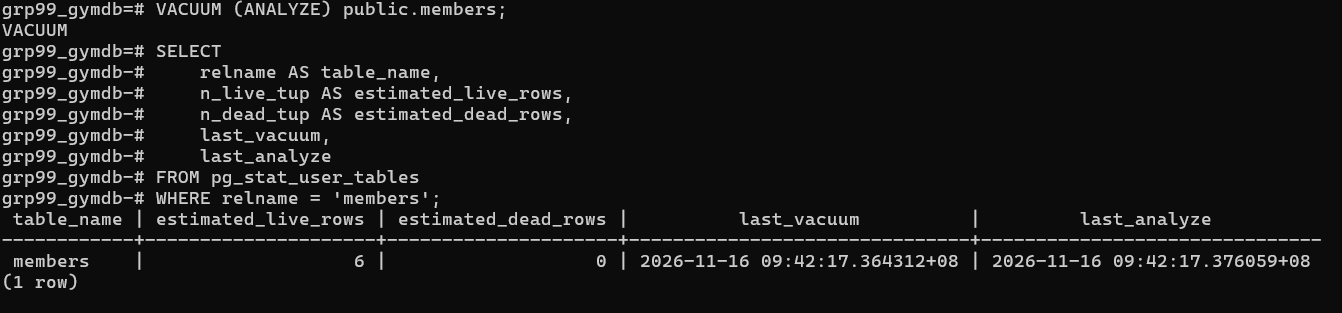 grp99_gymdb=# VACUUM (ANALYZE) public.members;
VACUUM
grp99_gymdb=# SELECT
grp99_gymdb-#     relname AS table_name,
grp99_gymdb-#     n_live_tup AS estimated_live_rows,
grp99_gymdb-#     n_dead_tup AS estimated_dead_rows,
grp99_gymdb-#     last_vacuum,
grp99_gymdb-#     last_analyze
grp99_gymdb-# FROM pg_stat_user_tables
grp99_gymdb-# WHERE relname = 'members';
 table_name | estimated_live_rows | estimated_dead_rows |          last_vacuum          |         last_analyze
------------+---------------------+---------------------+-------------------------------+-------------------------------
 members    |                   6 |                   0 | 2026-11-16 09:42:17.364312+08 | 2026-11-16 09:42:17.376059+08
(1 row)